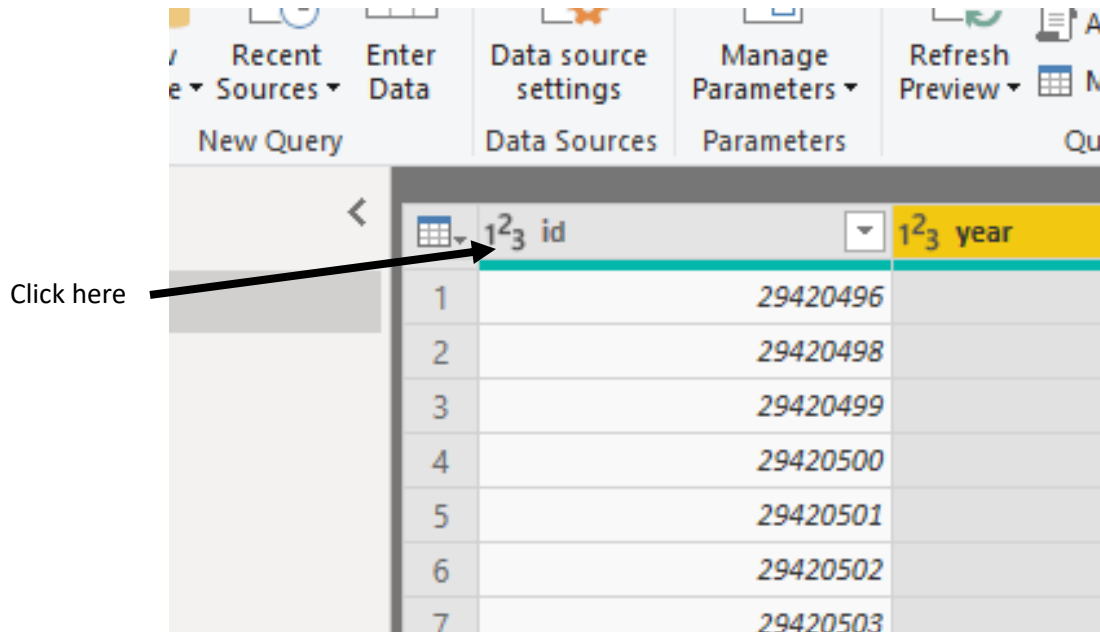 Recent Enter Data source Manage Refresh
Sources Data settings Parameters Preview
New Query Data Sources Parameters
1²3 id 1²3 year
Click here
1 29420496
2 29420498
3 29420499
4 29420500
5 29420501
6 29420502
7 29420503